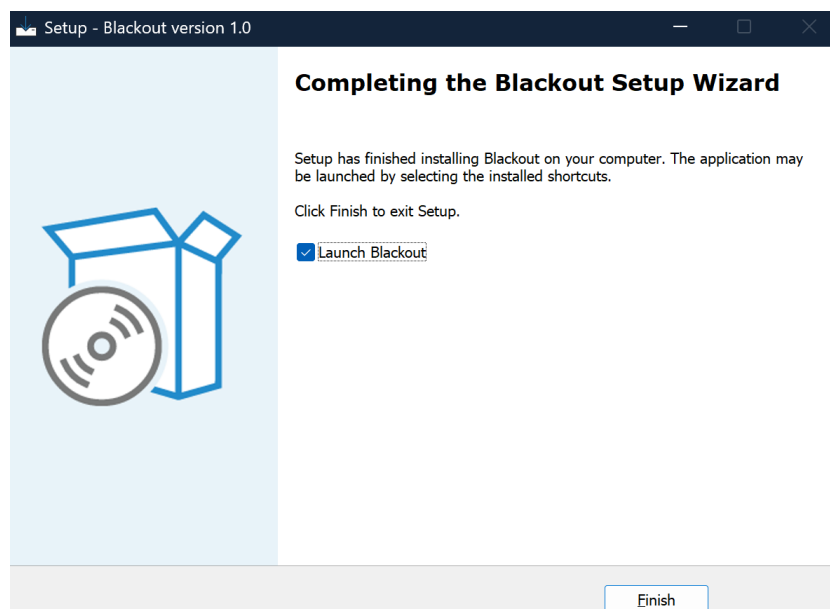 Setup - Blackout version 1.0
Completing the Blackout Setup Wizard
Setup has finished installing Blackout on your computer. The application may
be launched by selecting the installed shortcuts.
Click Finish to exit Setup.
Launch Blackout
Finish